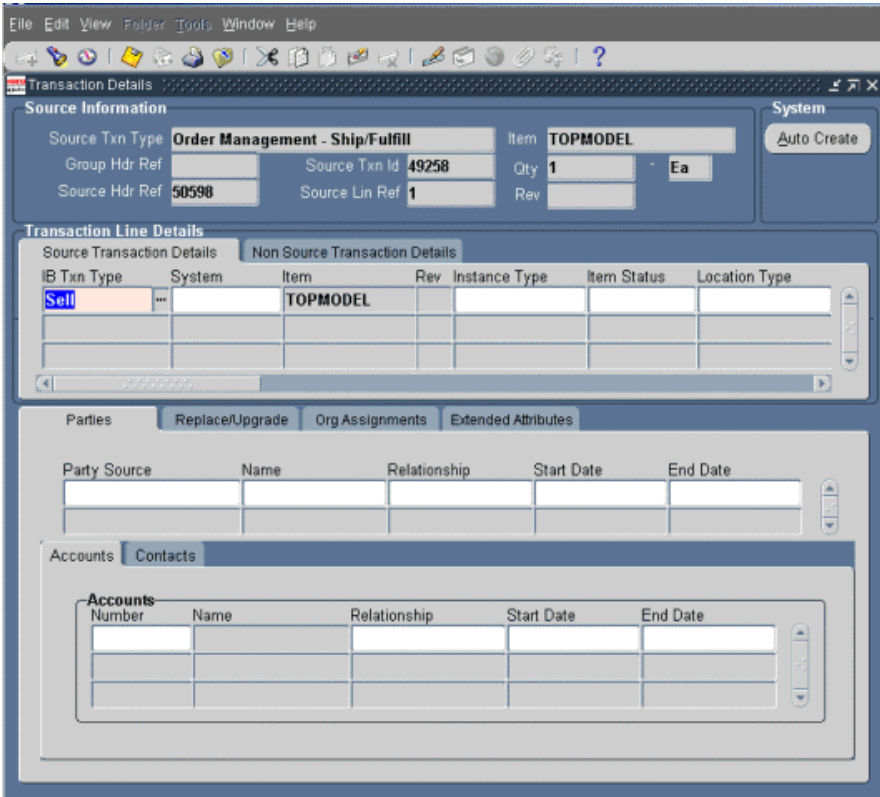 File Edit View Folder Tools Window Help
Transaction Details
Source Information System
Source Txn Type Order Management - Ship/Fulfill Item TOPMODEL Auto Create
Group Hdr Ref Source Txn Id 49258 Qty 1 - Ea
Source Hdr Ref 50598 Source Lin Ref 1 Rev
Transaction Line Details
Source Transaction Details Non Source Transaction Details
IB Txn Type System Item Rev Instance Type Item Status Location Type
Sell ... TOPMODEL
Parties Replace/Upgrade Org Assignments Extended Attributes
Party Source Name Relationship Start Date End Date
Accounts Contacts
Accounts
Number Name Relationship Start Date End Date